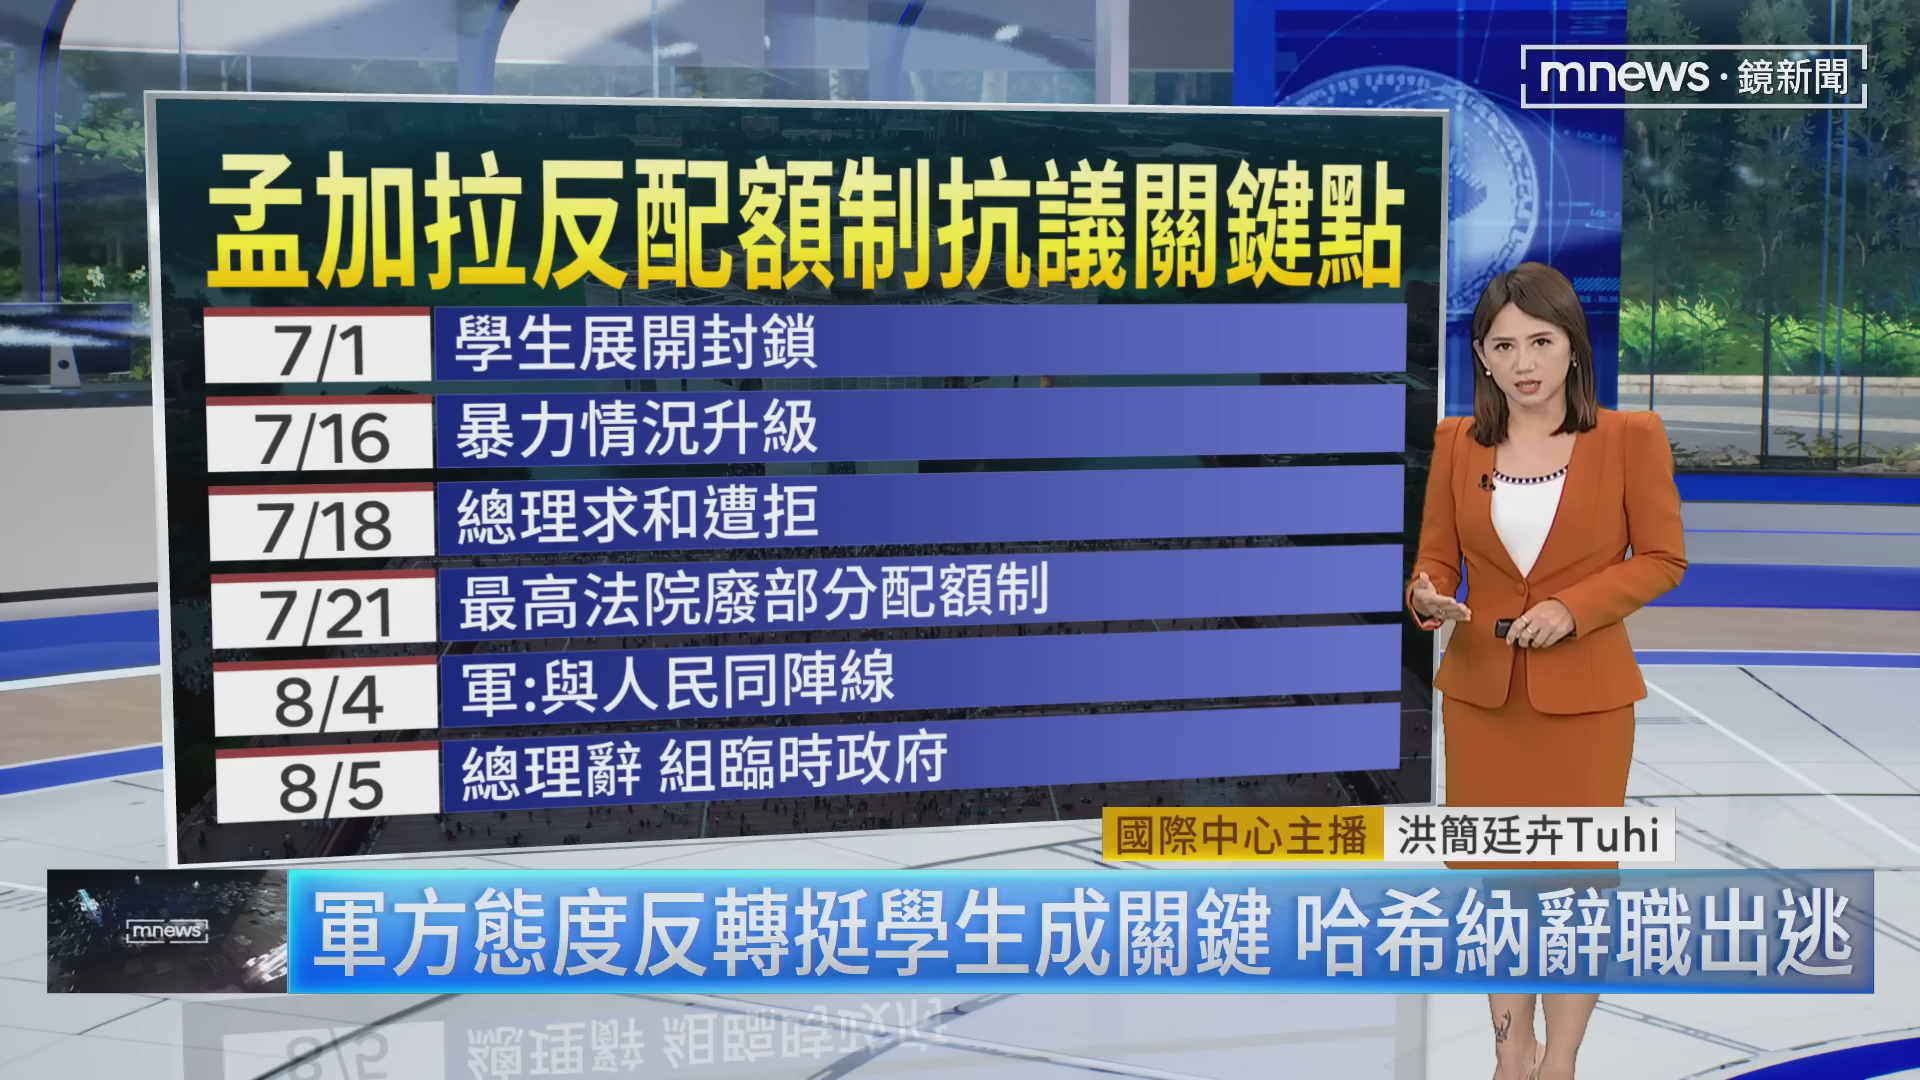 mnews·鏡新聞
孟加拉反配額制抗議關鍵點
7/1 學生展開封鎖
7/16 暴力情況升級
7/18 總理求和遭拒
7/21 最高法院廢部分配額制
8/4 軍:與人民同陣線
8/5 總理辭 組臨時政府
國際中心主播 洪簡廷卉Tuhi
mnews
軍方態度反轉挺學生成關鍵 哈希納辭職出逃